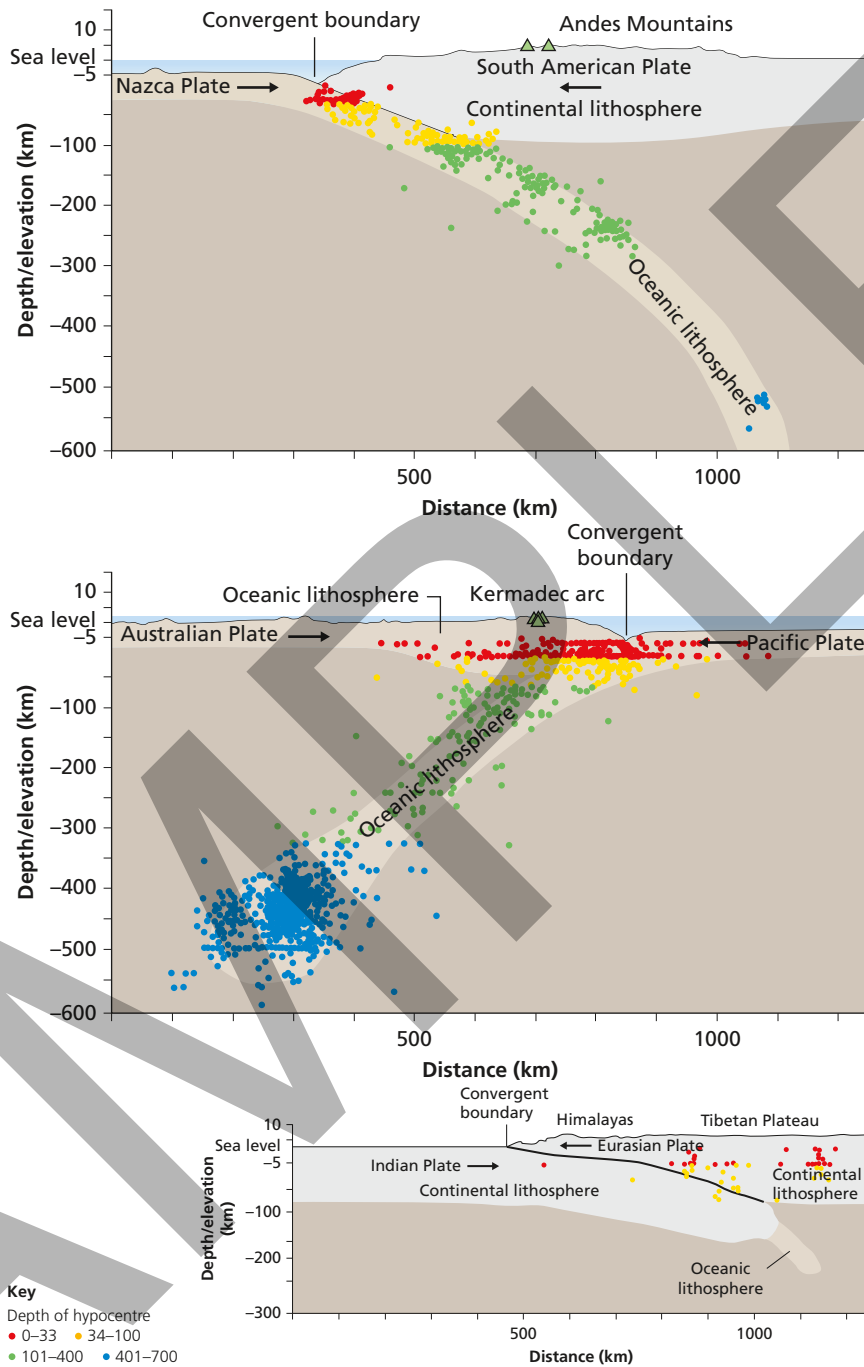 10
Sea level
–5
–100
–200
–300
–400
–500
–600
Depth/elevation (km)
Convergent boundary
Andes Mountains
Nazca Plate
South American Plate
Continental lithosphere
Oceanic lithosphere
500
1000
Distance (km)
10
Sea level
–5
–100
–200
–300
–400
–500
–600
Depth/elevation (km)
Convergent
boundary
Oceanic lithosphere
Kermadec arc
Australian Plate
Pacific Plate
Oceanic lithosphere
500
1000
Distance (km)
10
Sea level
–5
–100
–200
–300
Depth/elevation
(km)
Convergent
boundary
Himalayas
Tibetan Plateau
Eurasian Plate
Indian Plate
Continental lithosphere
Continental
lithosphere
Oceanic
lithosphere
500
1000
Distance (km)
Key
Depth of hypocentre
0–33
34–100
101–400
401–700